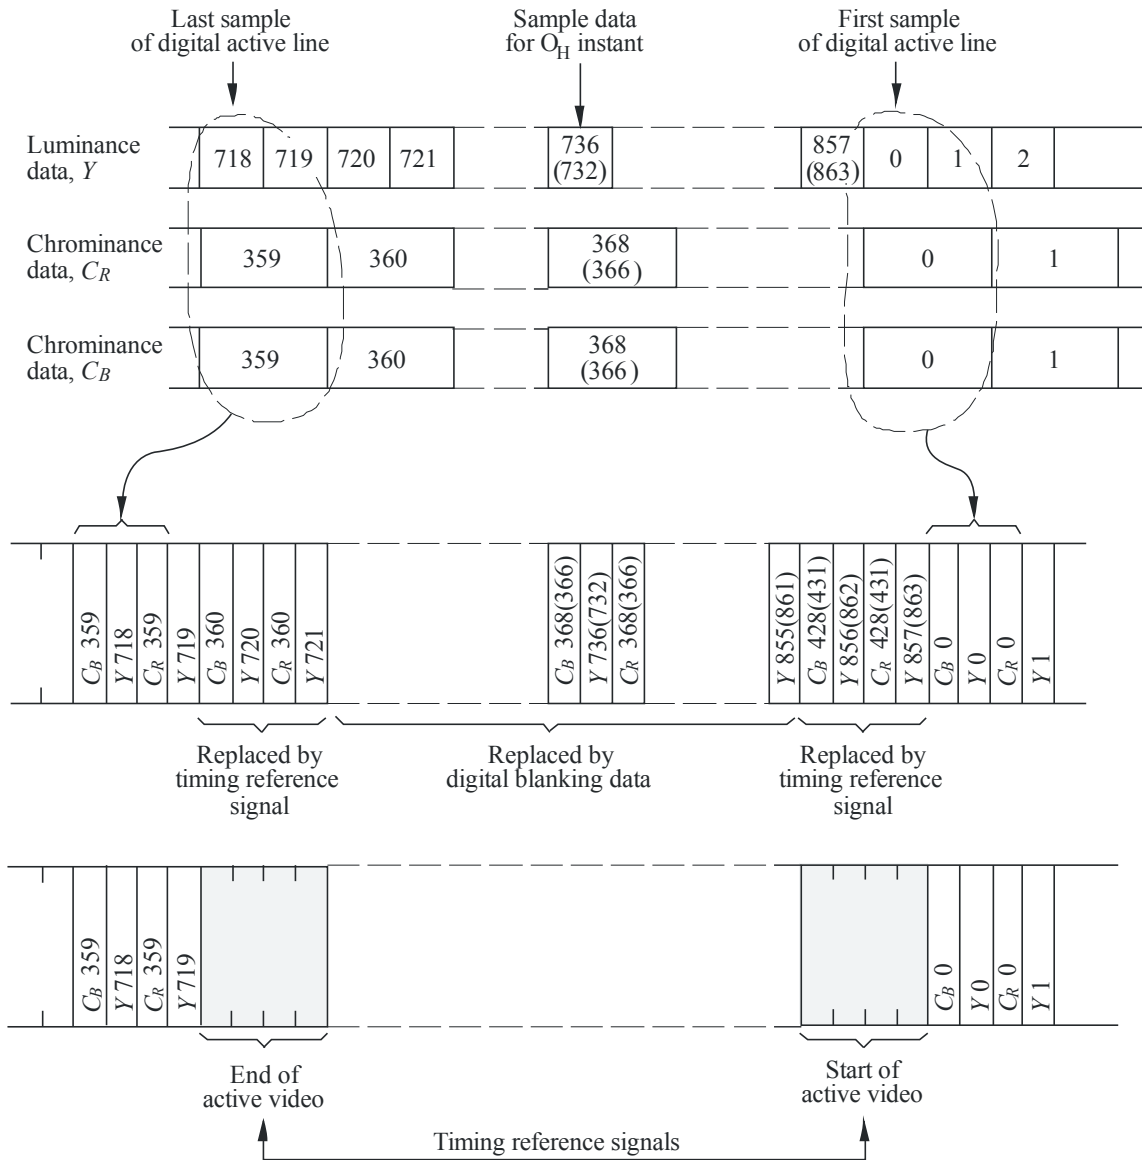 Last sample
of digital active line
Sample data
for O_H instant
First sample
of digital active line
Luminance
data, Y
718 719 720 721
736
(732)
857
(863)
0 1 2
Chrominance
data, C_R
359 360
368
(366)
0 1
Chrominance
data, C_B
359 360
368
(366)
0 1
C_B 359
Y 718
C_R 359
Y 719
C_B 360
Y 720
C_R 360
Y 721
C_B 368(366)
Y 736(732)
C_R 368(366)
Y 855(861)
C_B 428(431)
Y 856(862)
C_R 428(431)
Y 857(863)
C_B 0
Y 0
C_R 0
Y 1
Replaced by
timing reference
signal
Replaced by
digital blanking data
Replaced by
timing reference
signal
C_B 359
Y 718
C_R 359
Y 719
C_B 0
Y 0
C_R 0
Y 1
End of
active video
Start of
active video
Timing reference signals